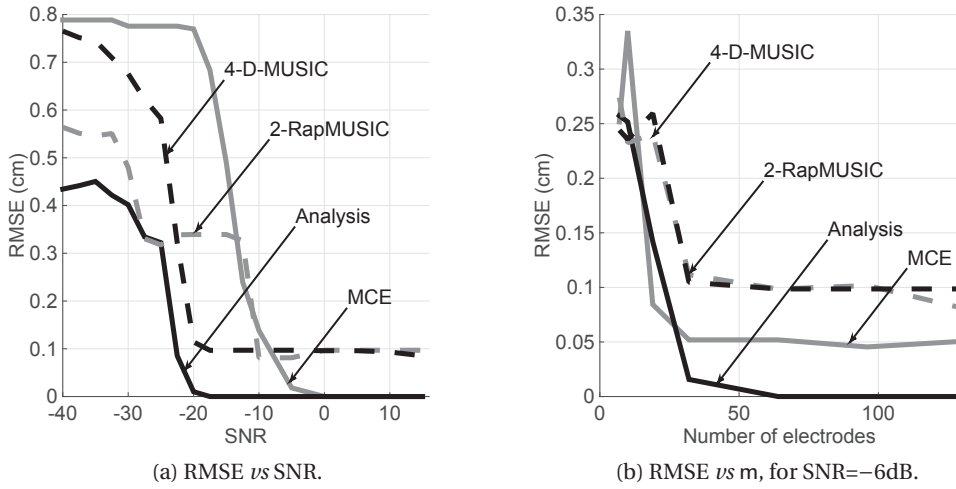 0.8
0.7
0.6
0.5
0.4
0.3
0.2
0.1
0
RMSE (cm)
-40
-30
-20
-10
0
10
SNR
4-D-MUSIC
2-RapMUSIC
Analysis
MCE
(a) RMSE vs SNR.
0.35
0.3
0.25
0.2
0.15
0.1
0.05
0
RMSE (cm)
0
50
100
Number of electrodes
4-D-MUSIC
2-RapMUSIC
Analysis
MCE
(b) RMSE vs m, for SNR=−6dB.